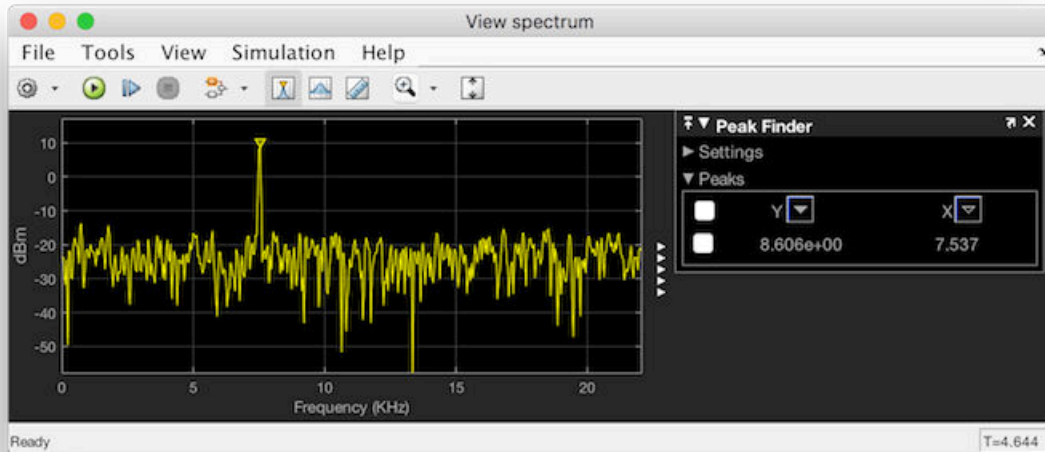 View spectrum
File Tools View Simulation Help
Peak Finder
Settings
Peaks
Y X
8.606e+00 7.537
10
0
-10
-20
-30
-40
-50
dBm
0 5 10 15 20
Frequency (KHz)
Ready T=4.644